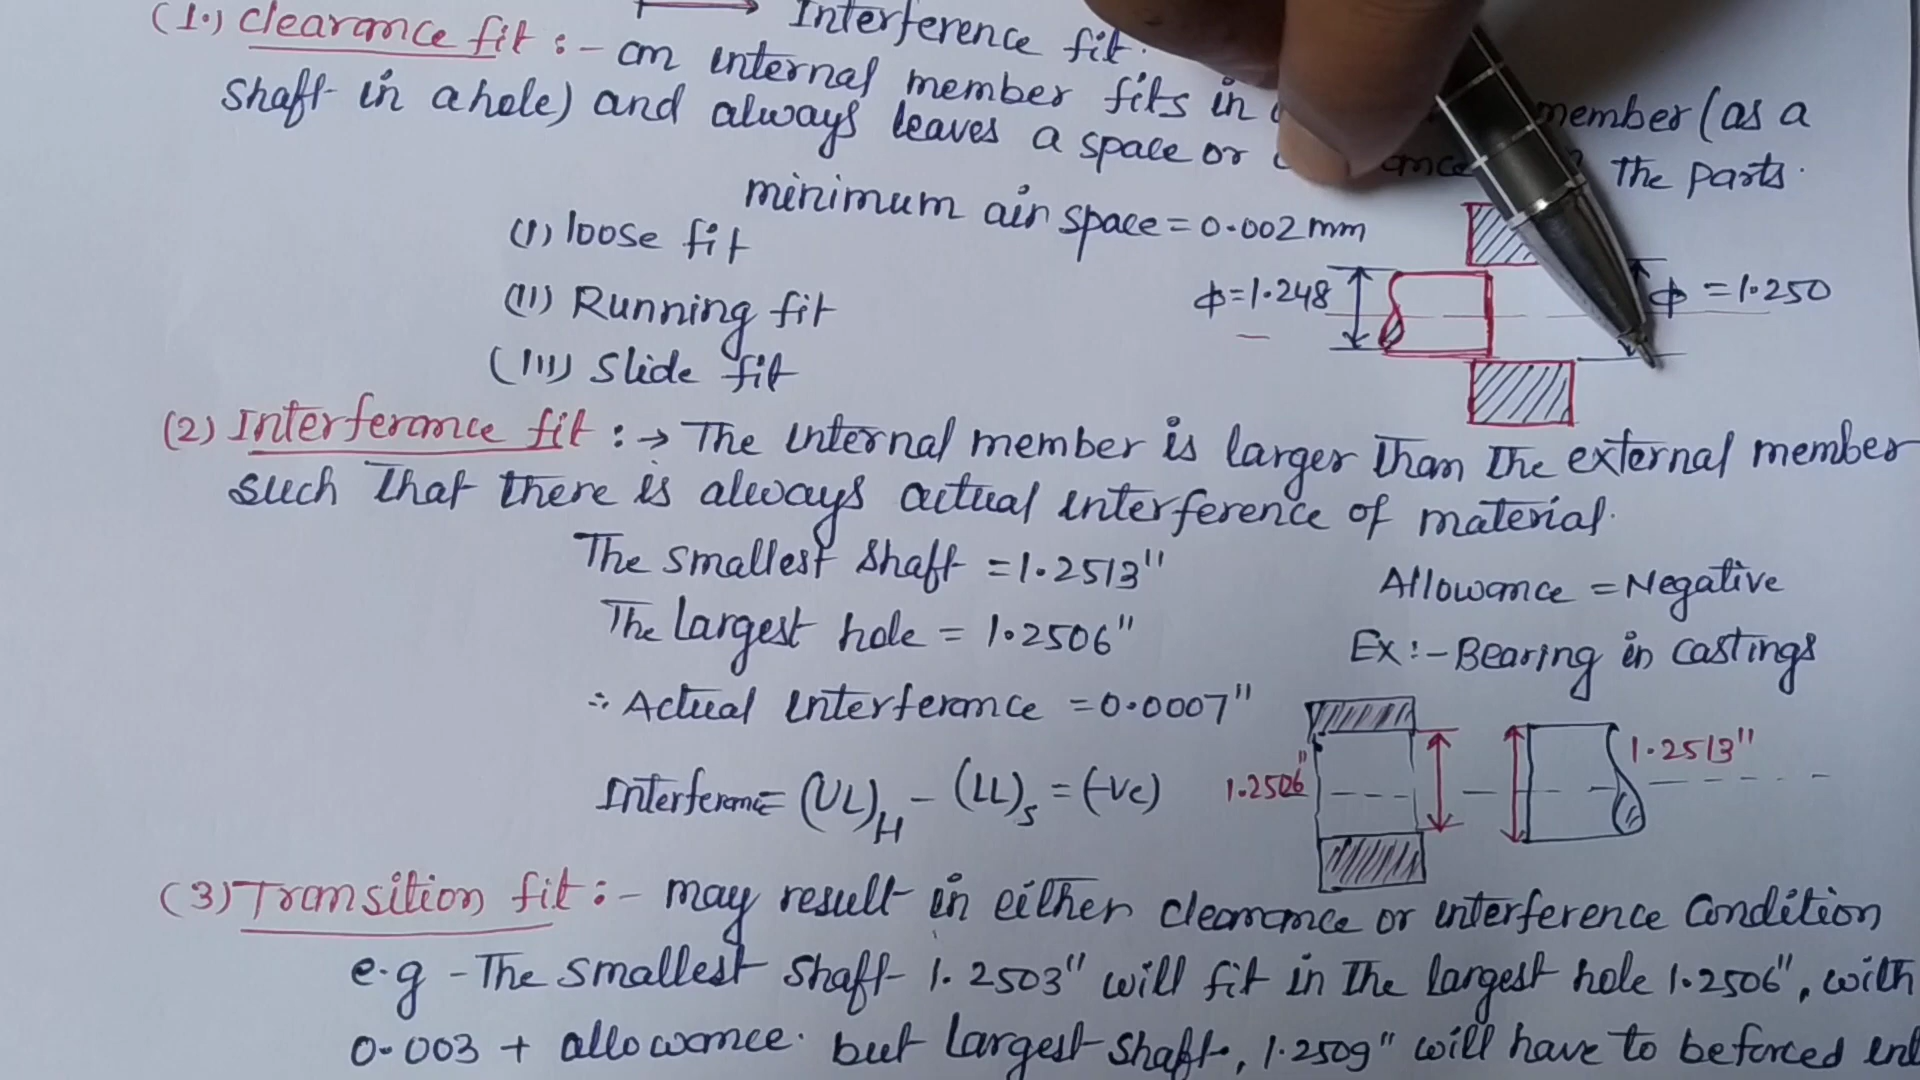 Interference fit.
(1.) Clearance fit :- an internal member fits in member (as a
shaft in a hole) and always leaves a space or the parts.
minimum air space = 0.002 mm
(I) loose fit
(II) Running fit
(III) Slide fit
ϕ=1.248
ϕ = 1.250
(2) Interference fit :→ The internal member is larger than the external member
such that there is always actual interference of material.
The smallest shaft = 1.2513"
The largest hole = 1.2506"
∴ Actual interference = 0.0007"
Interference = (UL)H - (LL)s = (-ve)
Allowance = Negative
Ex :- Bearing in castings
1.2506"
1.2513"
(3) Transition fit :- may result in either clearance or interference condition
e.g - The smallest shaft 1.2503" will fit in the largest hole 1.2506", with
0.003 + allowance. but largest shaft, 1.2509" will have to be forced